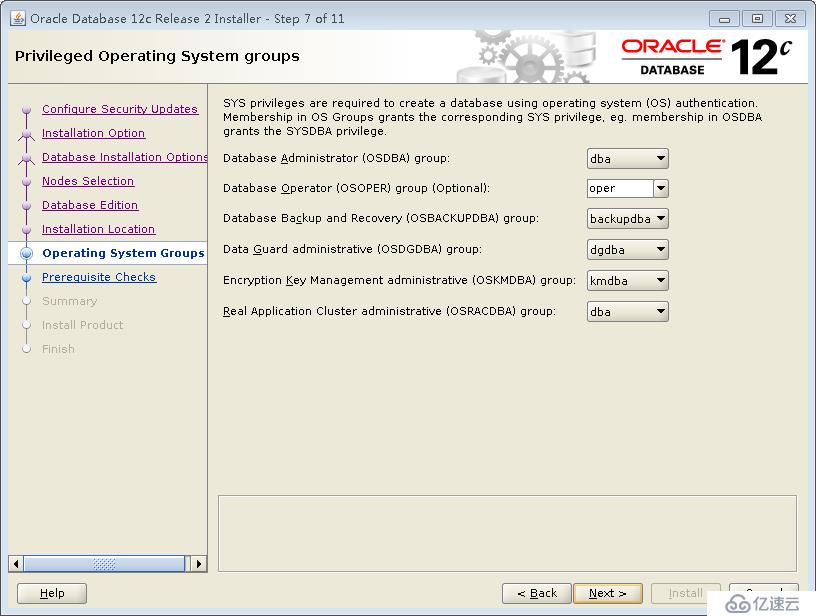 Oracle Database 12c Release 2 Installer - Step 7 of 11
Privileged Operating System groups
ORACLE
DATABASE
12c
Configure Security Updates
Installation Option
Database Installation Options
Nodes Selection
Database Edition
Installation Location
Operating System Groups
Prerequisite Checks
Summary
Install Product
Finish
SYS privileges are required to create a database using operating system (OS) authentication.
Membership in OS Groups grants the corresponding SYS privilege, eg. membership in OSDBA
grants the SYSDBA privilege.
Database Administrator (OSDBA) group: dba
Database Operator (OSOPER) group (Optional): oper
Database Backup and Recovery (OSBACKUPDBA) group: backupdba
Data Guard administrative (OSDGDBA) group: dgdba
Encryption Key Management administrative (OSKMDBA) group: kmdba
Real Application Cluster administrative (OSRACDBA) group: dba
Help
< Back
Next >
Install
亿速云